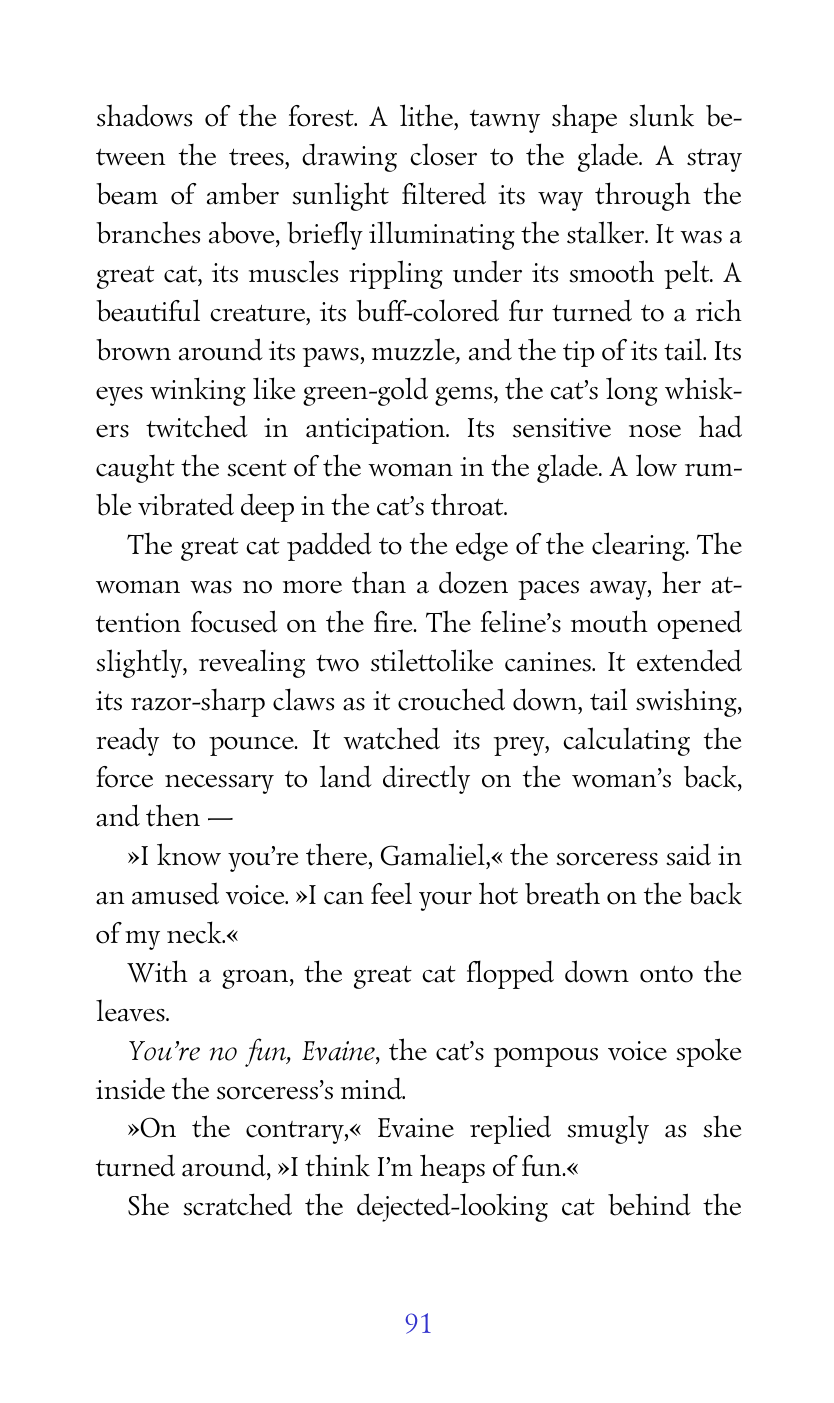 shadows of the forest. A lithe, tawny shape slunk be-
tween the trees, drawing closer to the glade. A stray
beam of amber sunlight filtered its way through the
branches above, briefly illuminating the stalker. It was a
great cat, its muscles rippling under its smooth pelt. A
beautiful creature, its buff-colored fur turned to a rich
brown around its paws, muzzle, and the tip of its tail. Its
eyes winking like green-gold gems, the cat’s long whisk-
ers twitched in anticipation. Its sensitive nose had
caught the scent of the woman in the glade. A low rum-
ble vibrated deep in the cat’s throat.
The great cat padded to the edge of the clearing. The
woman was no more than a dozen paces away, her at-
tention focused on the fire. The feline’s mouth opened
slightly, revealing two stilettolike canines. It extended
its razor-sharp claws as it crouched down, tail swishing,
ready to pounce. It watched its prey, calculating the
force necessary to land directly on the woman’s back,
and then —
»I know you’re there, Gamaliel,« the sorceress said in
an amused voice. »I can feel your hot breath on the back
of my neck.«
With a groan, the great cat flopped down onto the
leaves.
You’re no fun, Evaine, the cat’s pompous voice spoke
inside the sorceress’s mind.
»On the contrary,« Evaine replied smugly as she
turned around, »I think I’m heaps of fun.«
She scratched the dejected-looking cat behind the
91